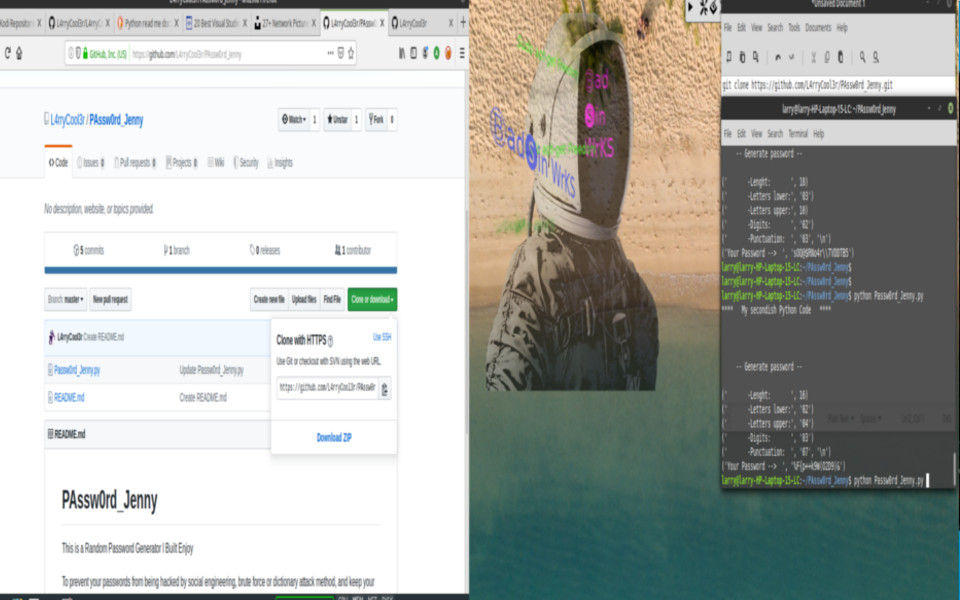 L4rryCool3r/L4rry
Python read me do
20 Best Visual Studi
27+ Network Pictur
L4rryCool3r/PAssw
L4rryCool3r
GitHub, Inc. (US)
https://github.com/L4rryCool3r/PAssw0rd_Jenny
L4rryCool3r / PAssw0rd_Jenny
Watch 1
Unstar 1
Fork 0
Code
Issues 0
Pull requests 0
Projects 0
Wiki
Security
Insights
No description, website, or topics provided.
5 commits
1 branch
0 releases
1 contributor
Branch: master
New pull request
Create new file
Upload files
Find File
Clone or download
L4rryCool3r Create README.md
Passw0rd_Jenny.py
Update Passw0rd_Jenny.py
README.md
Create README.md
Clone with HTTPS
Use SSH
Use Git or checkout with SVN using the web URL.
https://github.com/L4rryCool3r/PAssw0r
Download ZIP
README.md
PAssw0rd_Jenny
This is a Random Password Generator I Built Enjoy
To prevent your passwords from being hacked by social engineering, brute force or dictionary attack method, and keep your
Bad
Sin
WrKS
BadSin WrKS
*Unsaved Document 1
File Edit View Search Tools Documents Help
git clone https://github.com/L4rryCool3r/PAssw0rd_Jenny.git
larry@larry-HP-Laptop-15-LC: ~/PAssw0rd_Jenny
File Edit View Search Terminal Help
-- Generate password --
(' -Lenght: ', 18)
(' -Letters lower:', '03')
(' -Letters upper:', 10)
(' -Digits: ', '02')
(' -Punctuation: ', '03', '\n')
('Your Password --> ',
larry@larry-HP-Laptop-15-LC:~/PAssw0rd_Jenny$
larry@larry-HP-Laptop-15-LC:~/PAssw0rd_Jenny$
larry@larry-HP-Laptop-15-LC:~/PAssw0rd_Jenny$ python Passw0rd_Jenny.py
**** My secondish Python Code ****
-- Generate password --
(' -Lenght: ', 16)
(' -Letters lower:', '02')
(' -Letters upper:', '04')
(' -Digits: ', '03')
(' -Punctuation: ', '07', '\n')
('Your Password --> ',
larry@larry-HP-Laptop-15-LC:~/PAssw0rd_Jenny$ python Passw0rd_Jenny.py